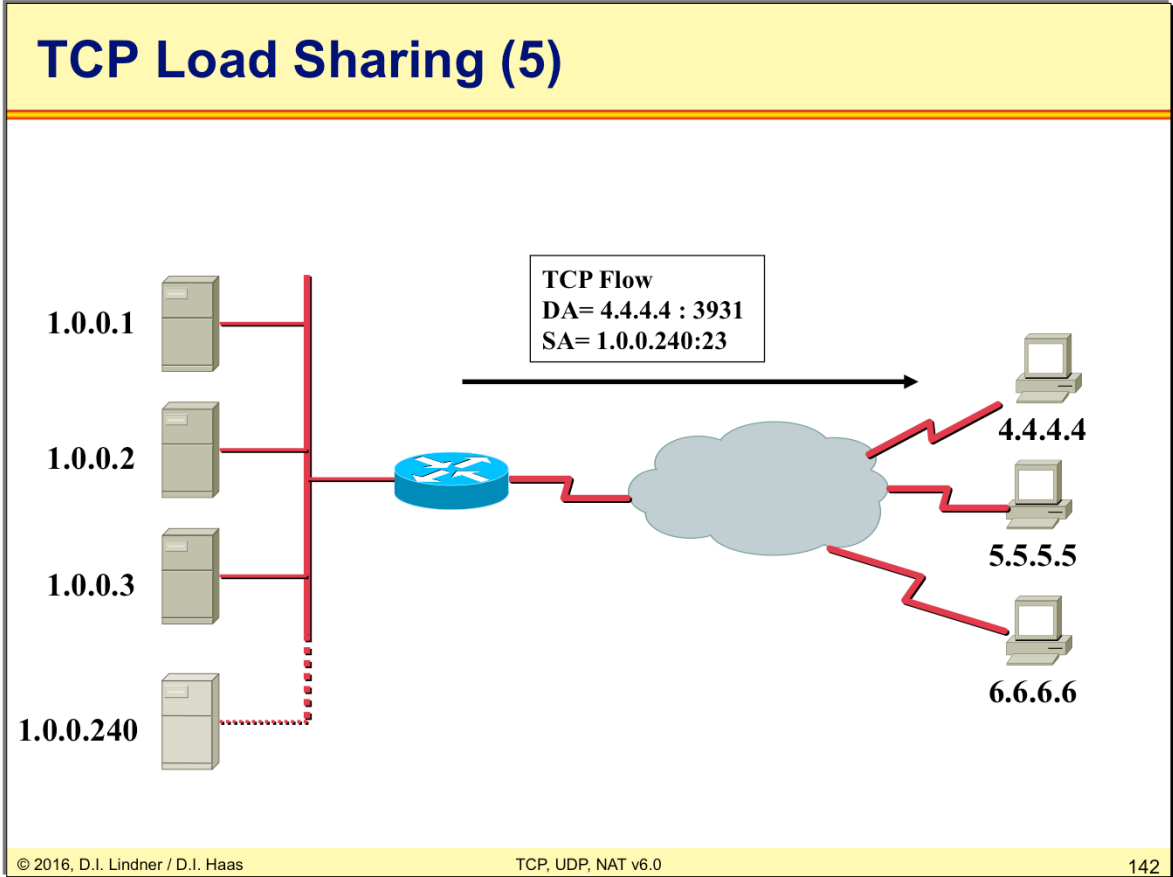 TCP Load Sharing (5)
TCP Flow
DA= 4.4.4.4 : 3931
SA= 1.0.0.240:23
1.0.0.1
1.0.0.2
1.0.0.3
1.0.0.240
4.4.4.4
5.5.5.5
6.6.6.6
© 2016, D.I. Lindner / D.I. Haas
TCP, UDP, NAT v6.0
142